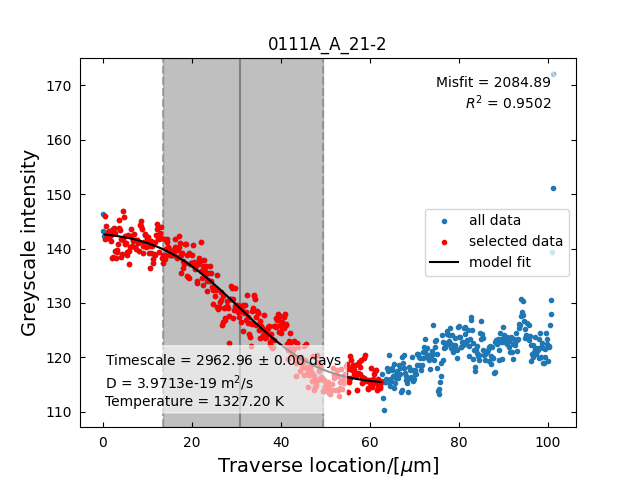 0111A_A_21-2
Misfit = 2084.89
R² = 0.9502
Greyscale intensity
170
160
150
140
130
120
110
all data
selected data
model fit
Timescale = 2962.96 ± 0.00 days
D = 3.9713e-19 m²/s
Temperature = 1327.20 K
0 20 40 60 80 100
Traverse location/[μm]